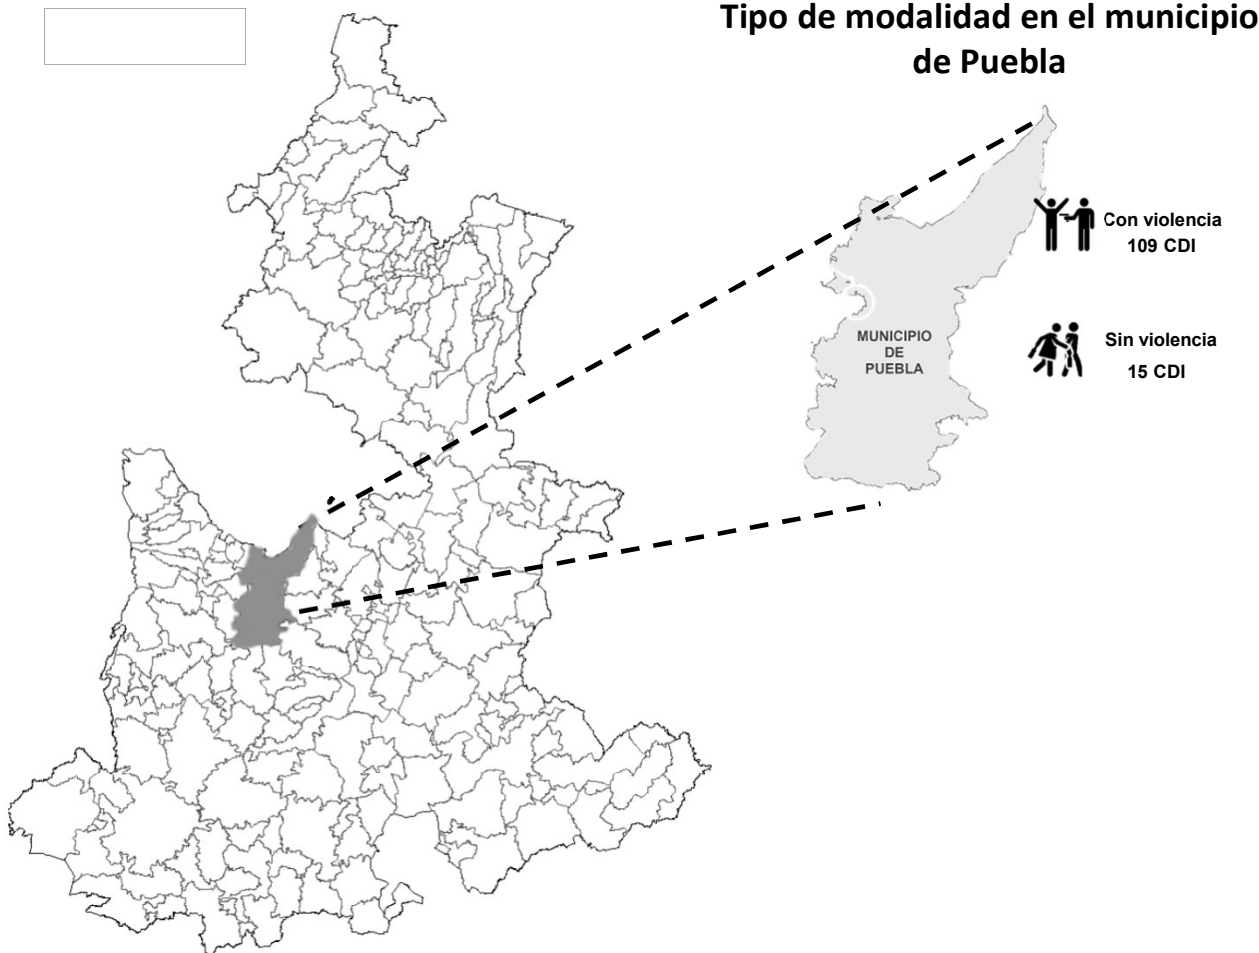 Tipo de modalidad en el municipio
de Puebla
Con violencia
109 CDI
MUNICIPIO
DE
PUEBLA
Sin violencia
15 CDI